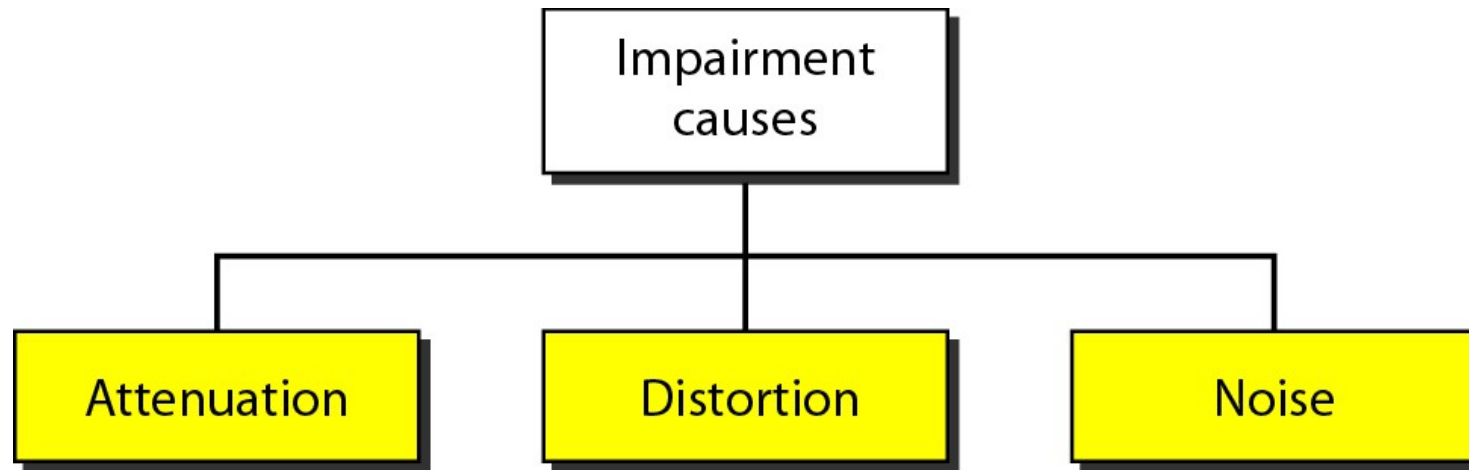 Impairment
causes
Attenuation
Distortion
Noise